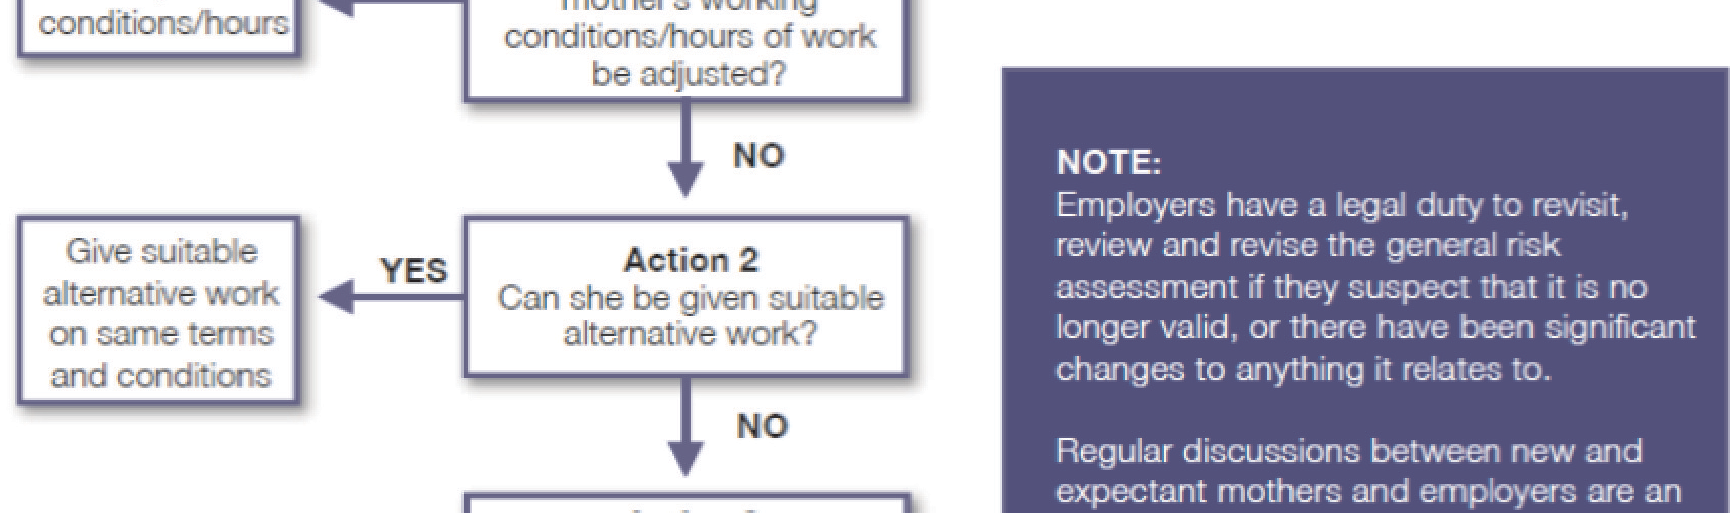 conditions/hours
mother's working
conditions/hours of work
be adjusted?
NO
Give suitable
alternative work
on same terms
and conditions
YES
Action 2
Can she be given suitable
alternative work?
NO
NOTE:
Employers have a legal duty to revisit,
review and revise the general risk
assessment if they suspect that it is no
longer valid, or there have been significant
changes to anything it relates to.
Regular discussions between new and
expectant mothers and employers are an